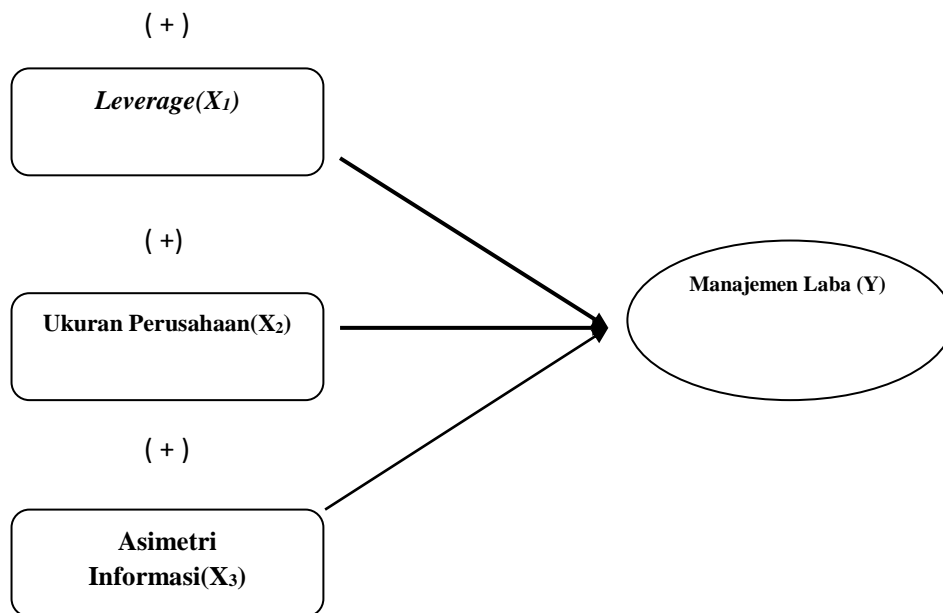 ( + )
Leverage(X₁)
( +)
Ukuran Perusahaan(X₂)
Manajemen Laba (Y)
( + )
Asimetri
Informasi(X₃)